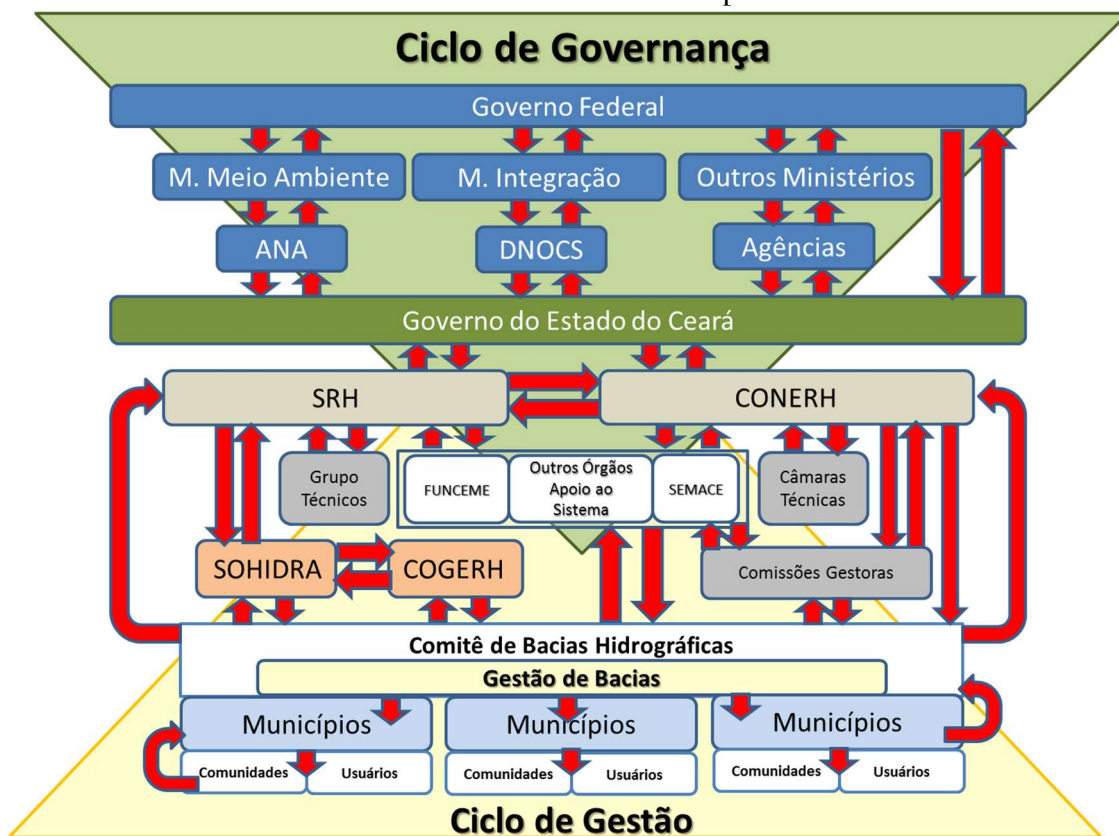 Ciclo de Governança
Governo Federal
M. Meio Ambiente
M. Integração
Outros Ministérios
ANA
DNOCS
Agências
Governo do Estado do Ceará
SRH
CONERH
Grupo
Técnicos
FUNCEME
Outros Órgãos
Apoio ao
Sistema
SEMACE
Câmaras
Técnicas
SOHIDRA
COGERH
Comissões Gestoras
Comitê de Bacias Hidrográficas
Gestão de Bacias
Municípios
Municípios
Municípios
Comunidades
Usuários
Comunidades
Usuários
Comunidades
Usuários
Ciclo de Gestão